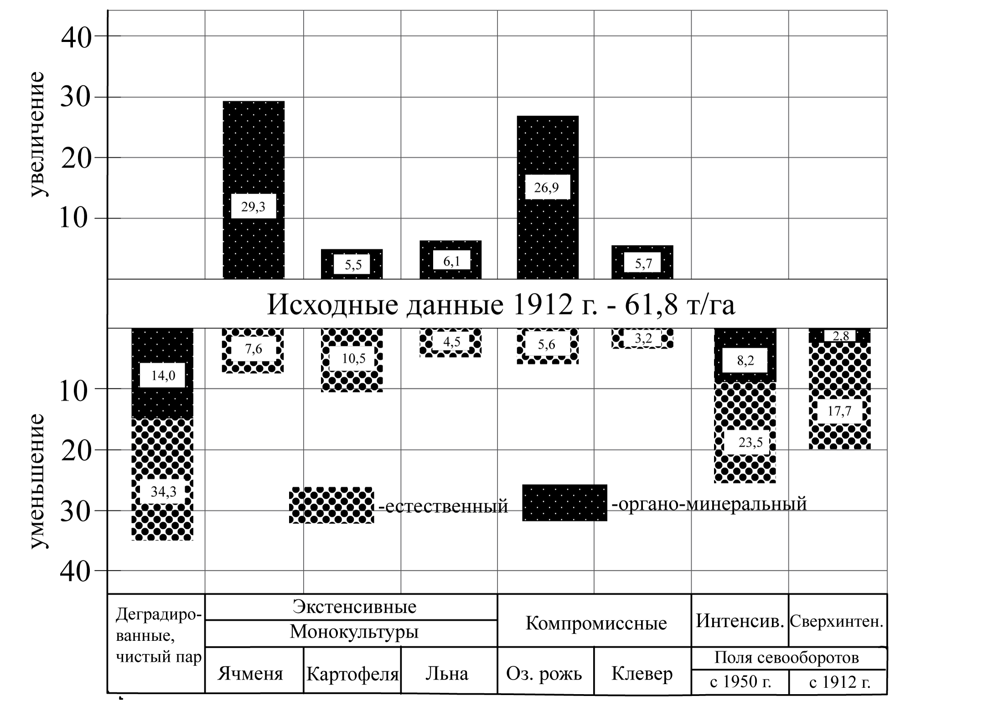 увеличение
40
30
20
10
29,3
5,5
6,1
26,9
5,7
Исходные данные 1912 г. - 61,8 т/га
уменьшение
10
20
30
40
14,0
34,3
7,6
10,5
4,5
5,6
3,2
8,2
23,5
2,8
17,7
-естественный
-органо-минеральный
Деградиро-
ванные,
чистый пар
Экстенсивные
Монокультуры
Ячменя
Картофеля
Льна
Компромиссные
Оз. рожь
Клевер
Интенсив.
Сверхинтен.
Поля севооборотов
с 1950 г.
с 1912 г.